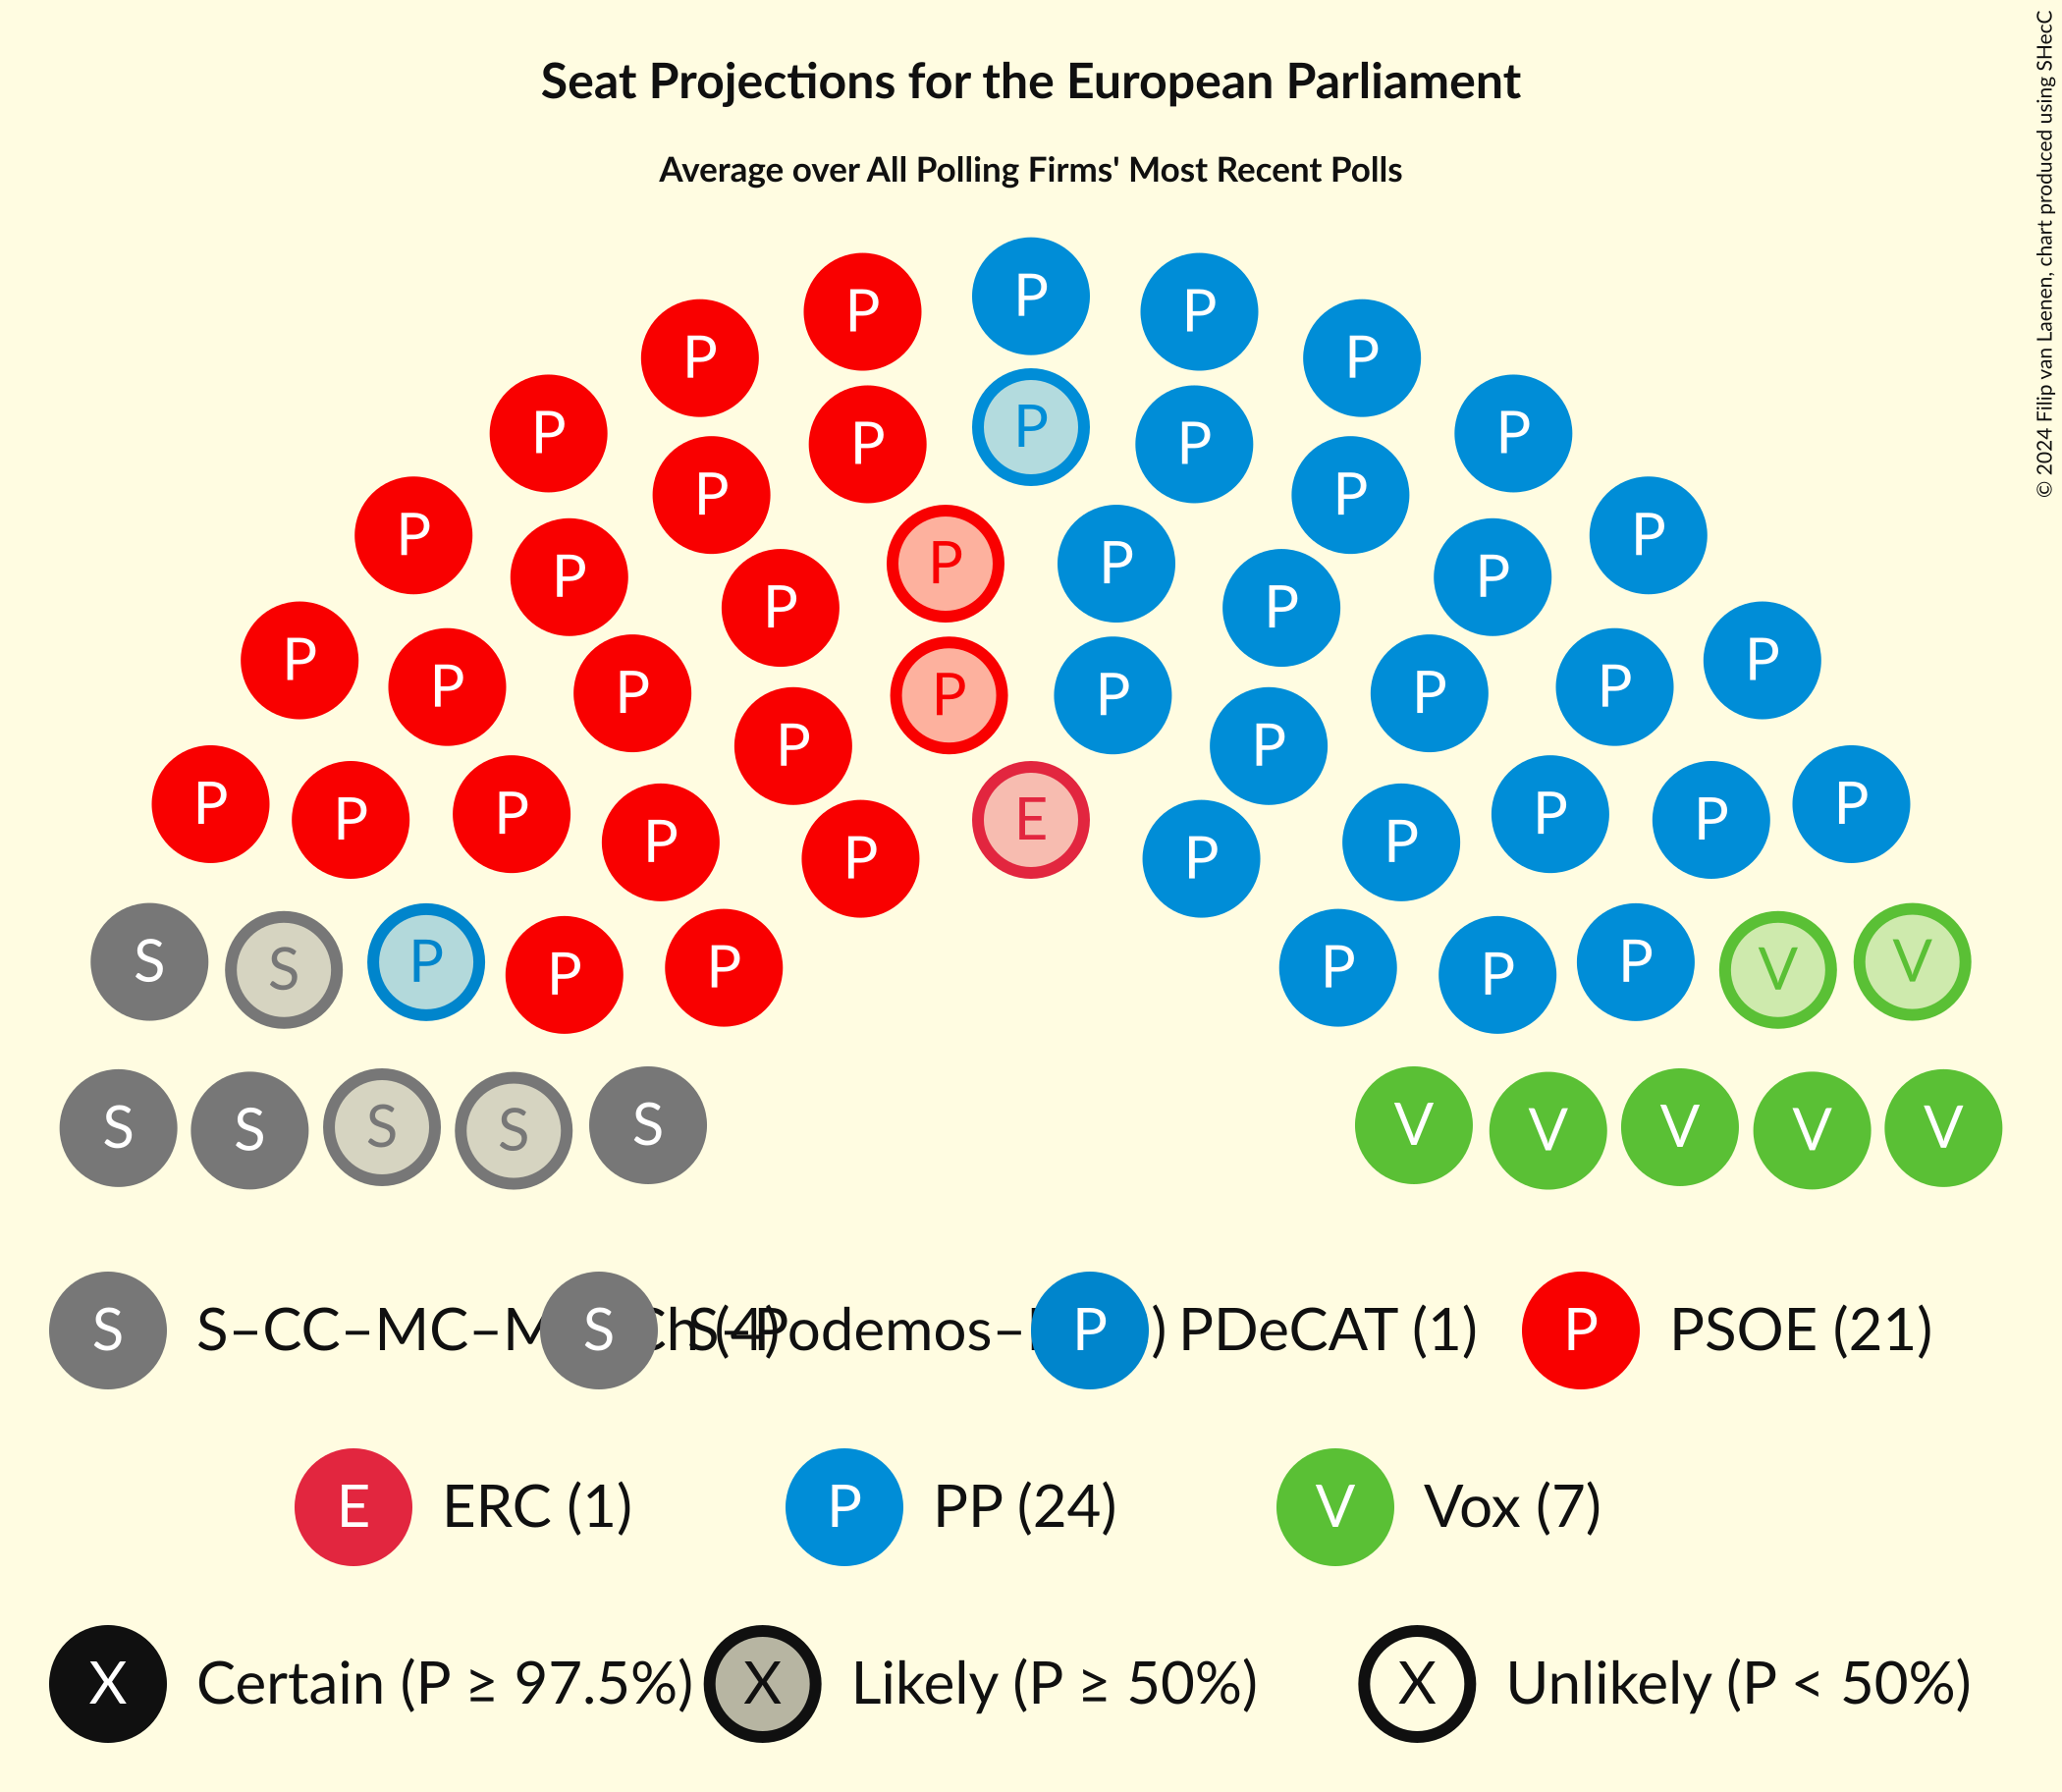 Seat Projections for the European Parliament
Average over All Polling Firms' Most Recent Polls
© 2024 Filip van Laenen, chart produced using SHecC
P P P
P P
P P P
P P
P P
P P
P P
P P P P
P P
P P
P P P P
P P
P P P P
E
P P P P
P P
S S P P P
P P P V V
S S S S S
V V V V V
S S–CC–MC–M S Ch (4) S–Podemos– P ) PDeCAT (1) P PSOE (21)
E ERC (1) P PP (24) V Vox (7)
X Certain (P ≥ 97.5%) X Likely (P ≥ 50%) X Unlikely (P < 50%)